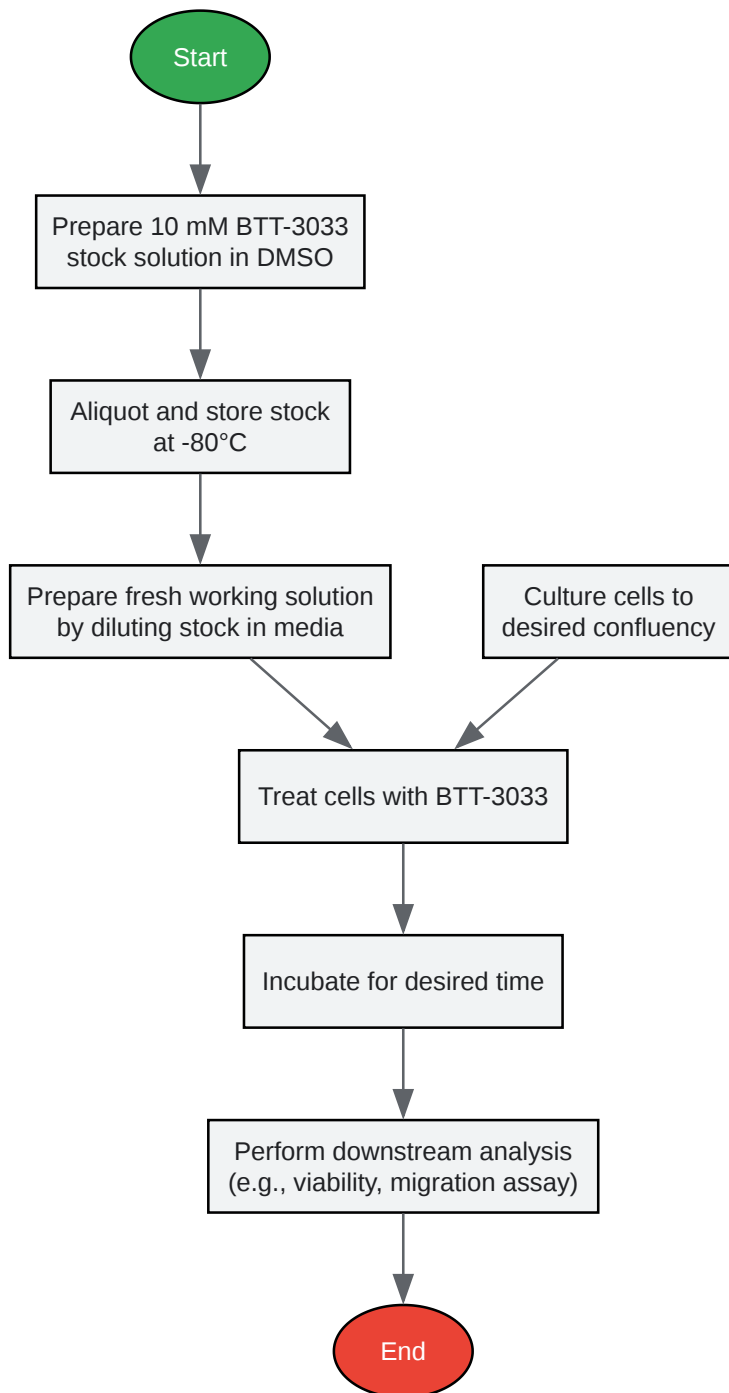 Start
Prepare 10 mM BTT-3033
stock solution in DMSO
Aliquot and store stock
at -80°C
Prepare fresh working solution
by diluting stock in media
Culture cells to
desired confluency
Treat cells with BTT-3033
Incubate for desired time
Perform downstream analysis
(e.g., viability, migration assay)
End